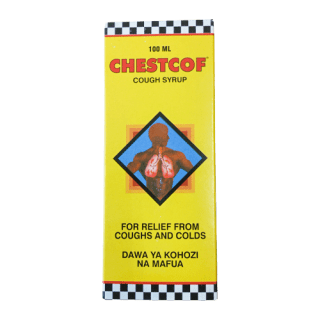 100 ML
CHESTCOF®
COUGH SYRUP
FOR RELIEF FROM
COUGHS AND COLDS
DAWA YA KOHOZI
NA MAFUA